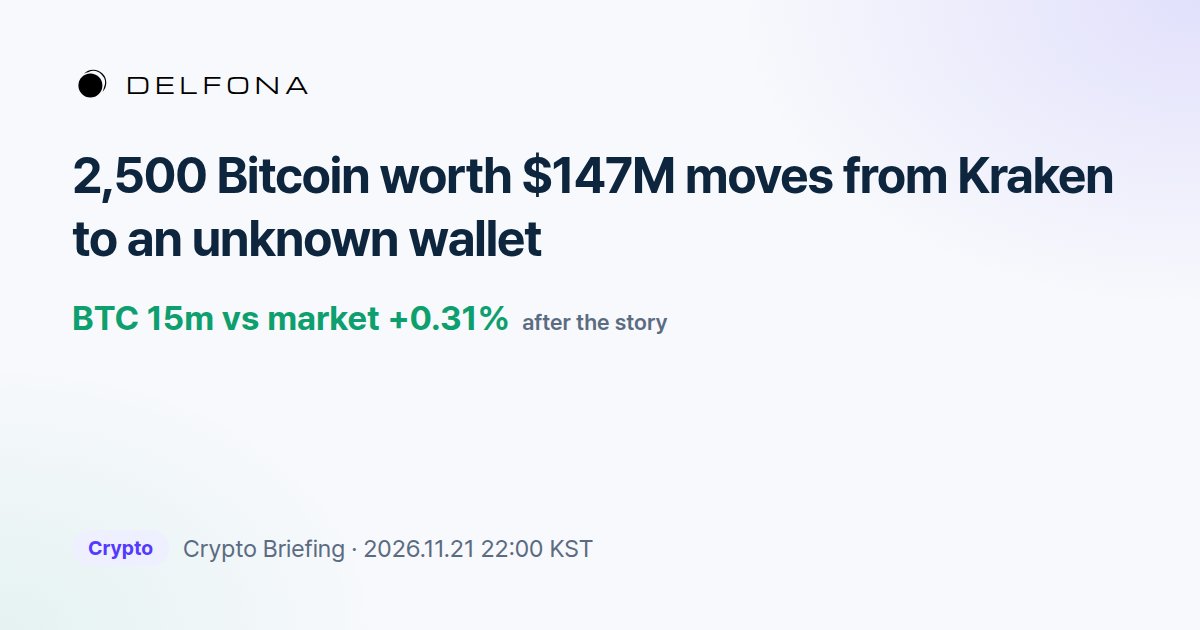 DELFONA
2,500 Bitcoin worth $147M moves from Kraken
to an unknown wallet
BTC 15m vs market +0.31% after the story
Crypto Crypto Briefing · 2026.11.21 22:00 KST